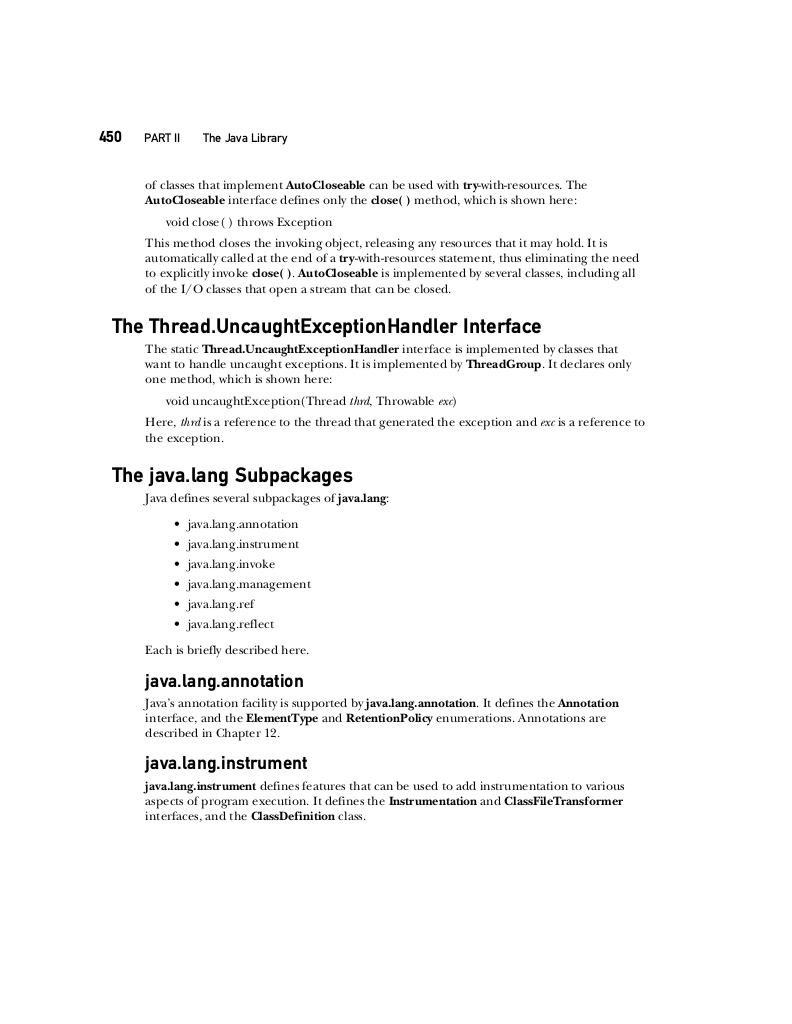 450 PART II The Java Library
of classes that implement AutoCloseable can be used with try-with-resources. The
AutoCloseable interface defines only the close( ) method, which is shown here:
void close( ) throws Exception
This method closes the invoking object, releasing any resources that it may hold. It is
automatically called at the end of a try-with-resources statement, thus eliminating the need
to explicitly invoke close( ). AutoCloseable is implemented by several classes, including all
of the I/O classes that open a stream that can be closed.
The Thread.UncaughtExceptionHandler Interface
The static Thread.UncaughtExceptionHandler interface is implemented by classes that
want to handle uncaught exceptions. It is implemented by ThreadGroup. It declares only
one method, which is shown here:
void uncaughtException(Thread thrd, Throwable exc)
Here, thrd is a reference to the thread that generated the exception and exc is a reference to
the exception.
The java.lang Subpackages
Java defines several subpackages of java.lang:
• java.lang.annotation
• java.lang.instrument
• java.lang.invoke
• java.lang.management
• java.lang.ref
• java.lang.reflect
Each is briefly described here.
java.lang.annotation
Java's annotation facility is supported by java.lang.annotation. It defines the Annotation
interface, and the ElementType and RetentionPolicy enumerations. Annotations are
described in Chapter 12.
java.lang.instrument
java.lang.instrument defines features that can be used to add instrumentation to various
aspects of program execution. It defines the Instrumentation and ClassFileTransformer
interfaces, and the ClassDefinition class.